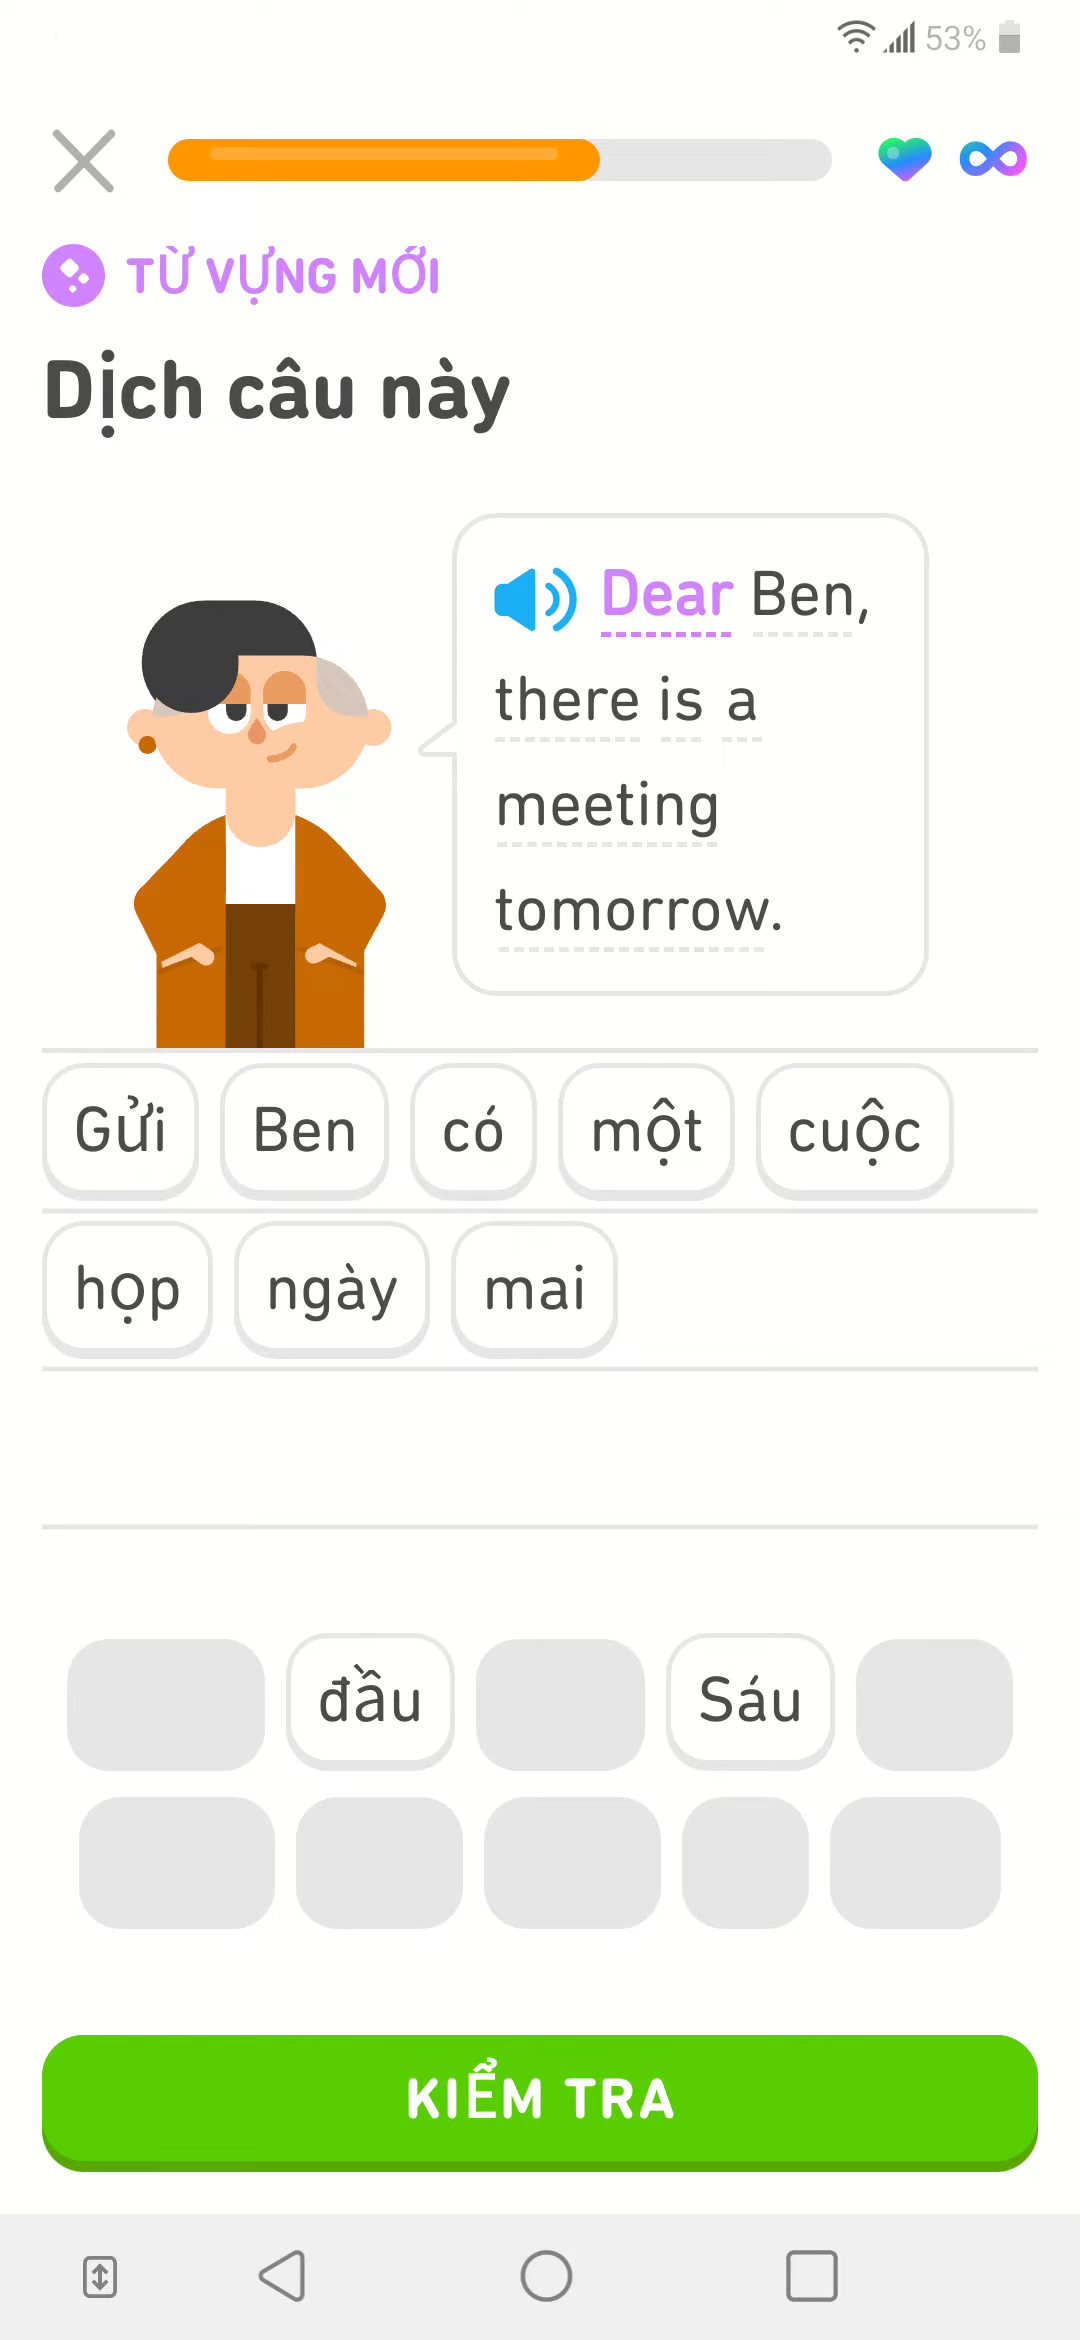 53%
TỪ VỰNG MỚI
Dịch câu này
Dear Ben,
there is a
meeting
tomorrow.
Gửi Ben có một cuộc
họp ngày mai
đầu Sáu
KIỂM TRA